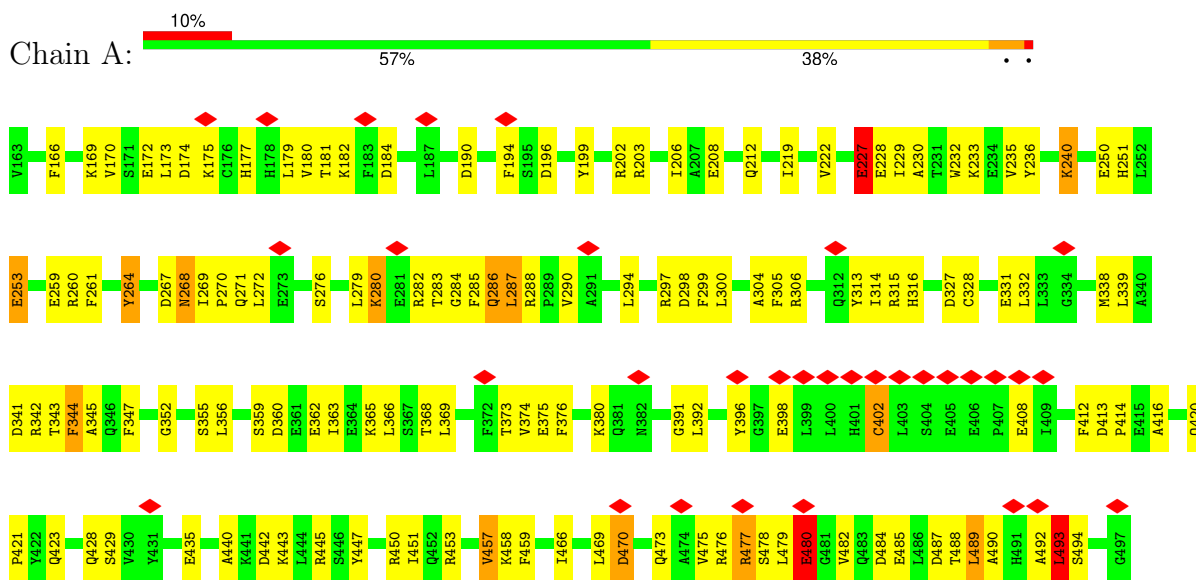 10%
Chain A:
57% 38% • •
V163 F166 K169 V170 S171 E172 L173 D174 K175 C176 H177 H178 L179 V180 T181 K182 F183 D184 L187 D190 F194 S195 D196 Y199 R202 R203 I206 A207 E208 Q212 I219 V222 E227 E228 I229 A230 T231 W232 K233 E234 V235 Y236 K240 E250 H251 L252
E253 E259 R260 F261 Y264 D267 N268 I269 P270 Q271 L272 E273 S276 L279 K280 E281 R282 T283 G284 F285 Q286 L287 R288 P289 V290 A291 L294 R297 D298 F299 L300 A304 F305 R306 Q312 Y313 I314 R315 H316 D327 C328 E331 L332 L333 G334 M338 L339 A340
D341 R342 T343 F344 A345 Q346 F347 G352 S355 L356 S359 D360 E361 E362 I363 E364 K365 L366 S367 T368 L369 F372 T373 V374 E375 F376 K380 Q381 N382 G391 L392 Y396 G397 E398 L399 L400 H401 C402 L403 S404 E405 E406 P407 E408 I409 F412 D413 P414 E415 A416
P421 Y422 Q423 Q428 S429 V430 Y431 E435 A440 K441 D442 K443 L444 R445 S446 Y447 R450 I451 Q452 R453 V457 K458 F459 I466 L469 D470 Q473 A474 V475 R476 R477 S478 L479 E480 G481 V482 Q483 D484 E485 L486 D487 T488 L489 A490 H491 A492 L493 S494 G497